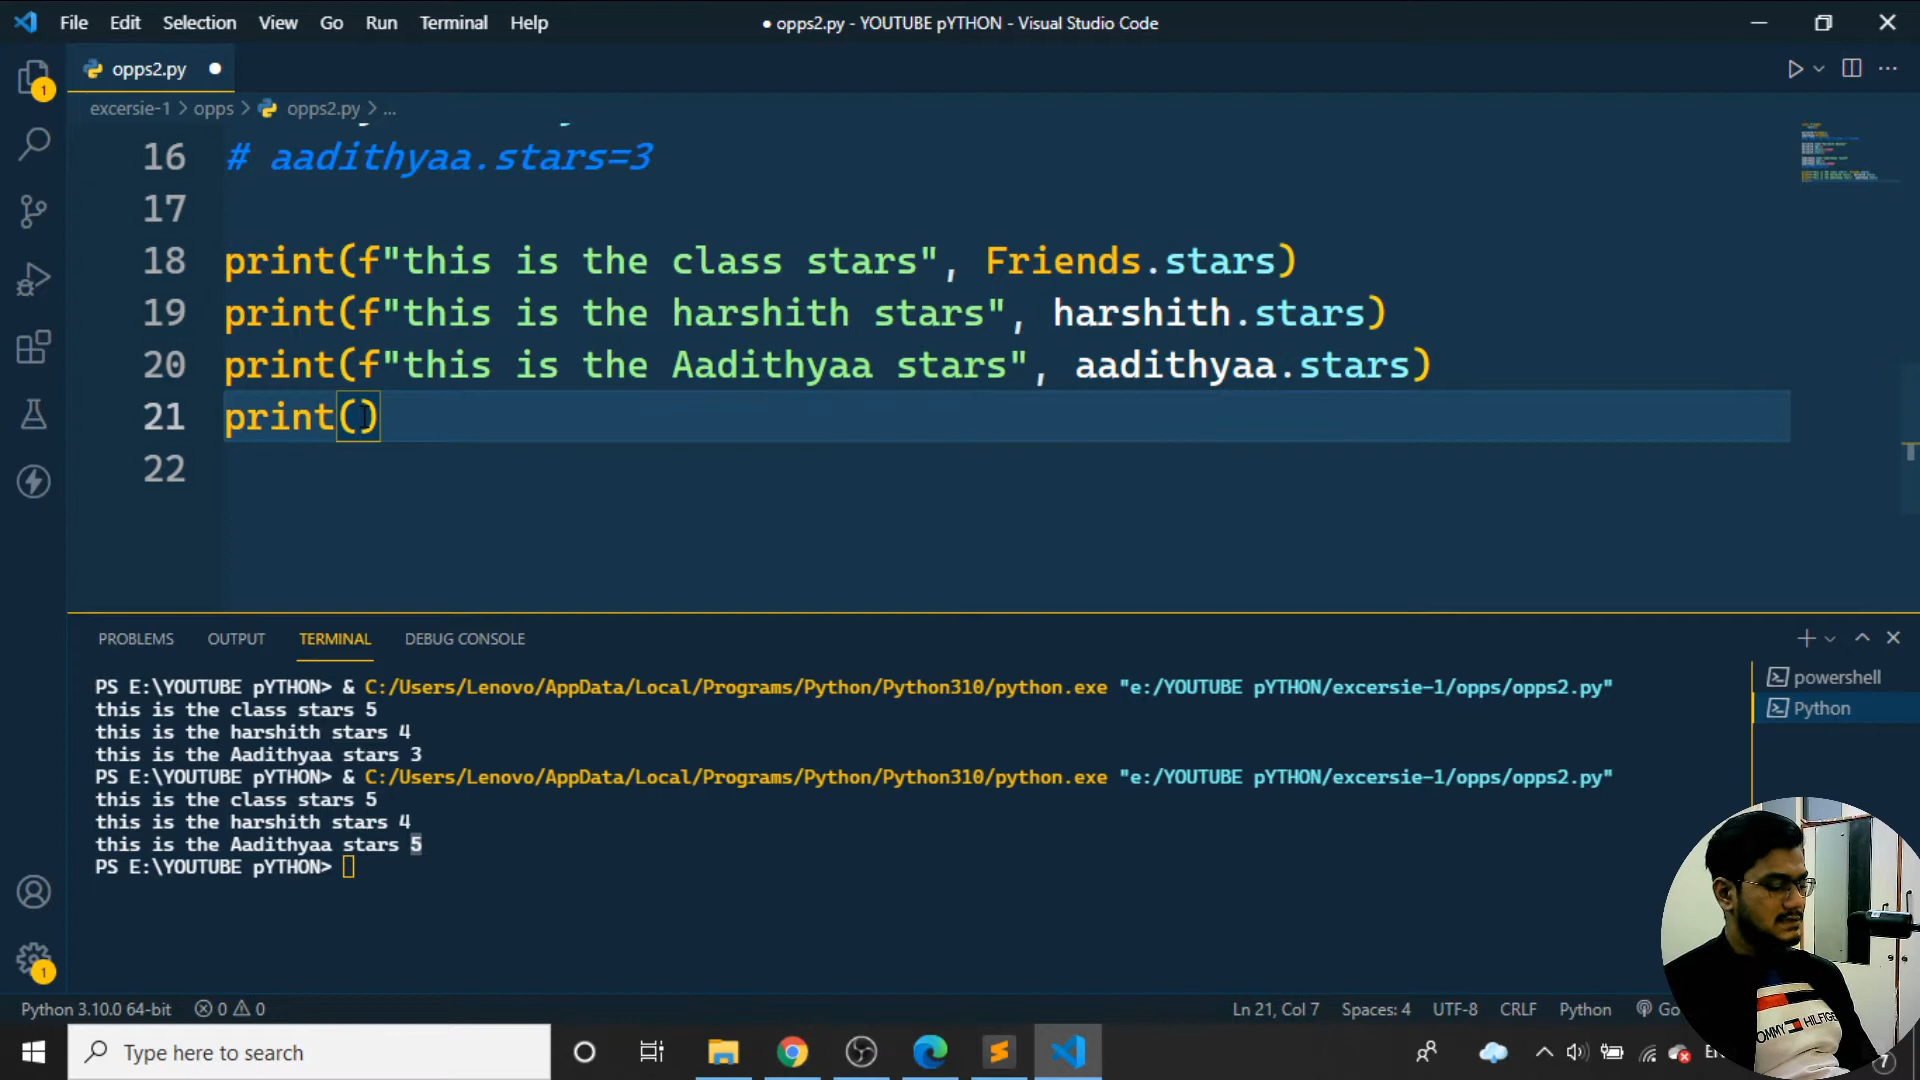 File Edit Selection View Go Run Terminal Help
● opps2.py - YOUTUBE pYTHON - Visual Studio Code
opps2.py
excersie-1 > opps > opps2.py > ...
1
16 # aadithyaa.stars=3
17
18 print(f"this is the class stars", Friends.stars)
19 print(f"this is the harshith stars", harshith.stars)
20 print(f"this is the Aadithyaa stars", aadithyaa.stars)
21 print()
22
PROBLEMS OUTPUT TERMINAL DEBUG CONSOLE
PS E:\YOUTUBE pYTHON> & C:/Users/Lenovo/AppData/Local/Programs/Python/Python310/python.exe "e:/YOUTUBE pYTHON/excersie-1/opps/opps2.py"
this is the class stars 5
this is the harshith stars 4
this is the Aadithyaa stars 3
PS E:\YOUTUBE pYTHON> & C:/Users/Lenovo/AppData/Local/Programs/Python/Python310/python.exe "e:/YOUTUBE pYTHON/excersie-1/opps/opps2.py"
this is the class stars 5
this is the harshith stars 4
this is the Aadithyaa stars 5
PS E:\YOUTUBE pYTHON>
powershell
Python
1
TOMMY HILFIGE
Python 3.10.0 64-bit 0 0
Ln 21, Col 7 Spaces: 4 UTF-8 CRLF Python Go
Type here to search
7